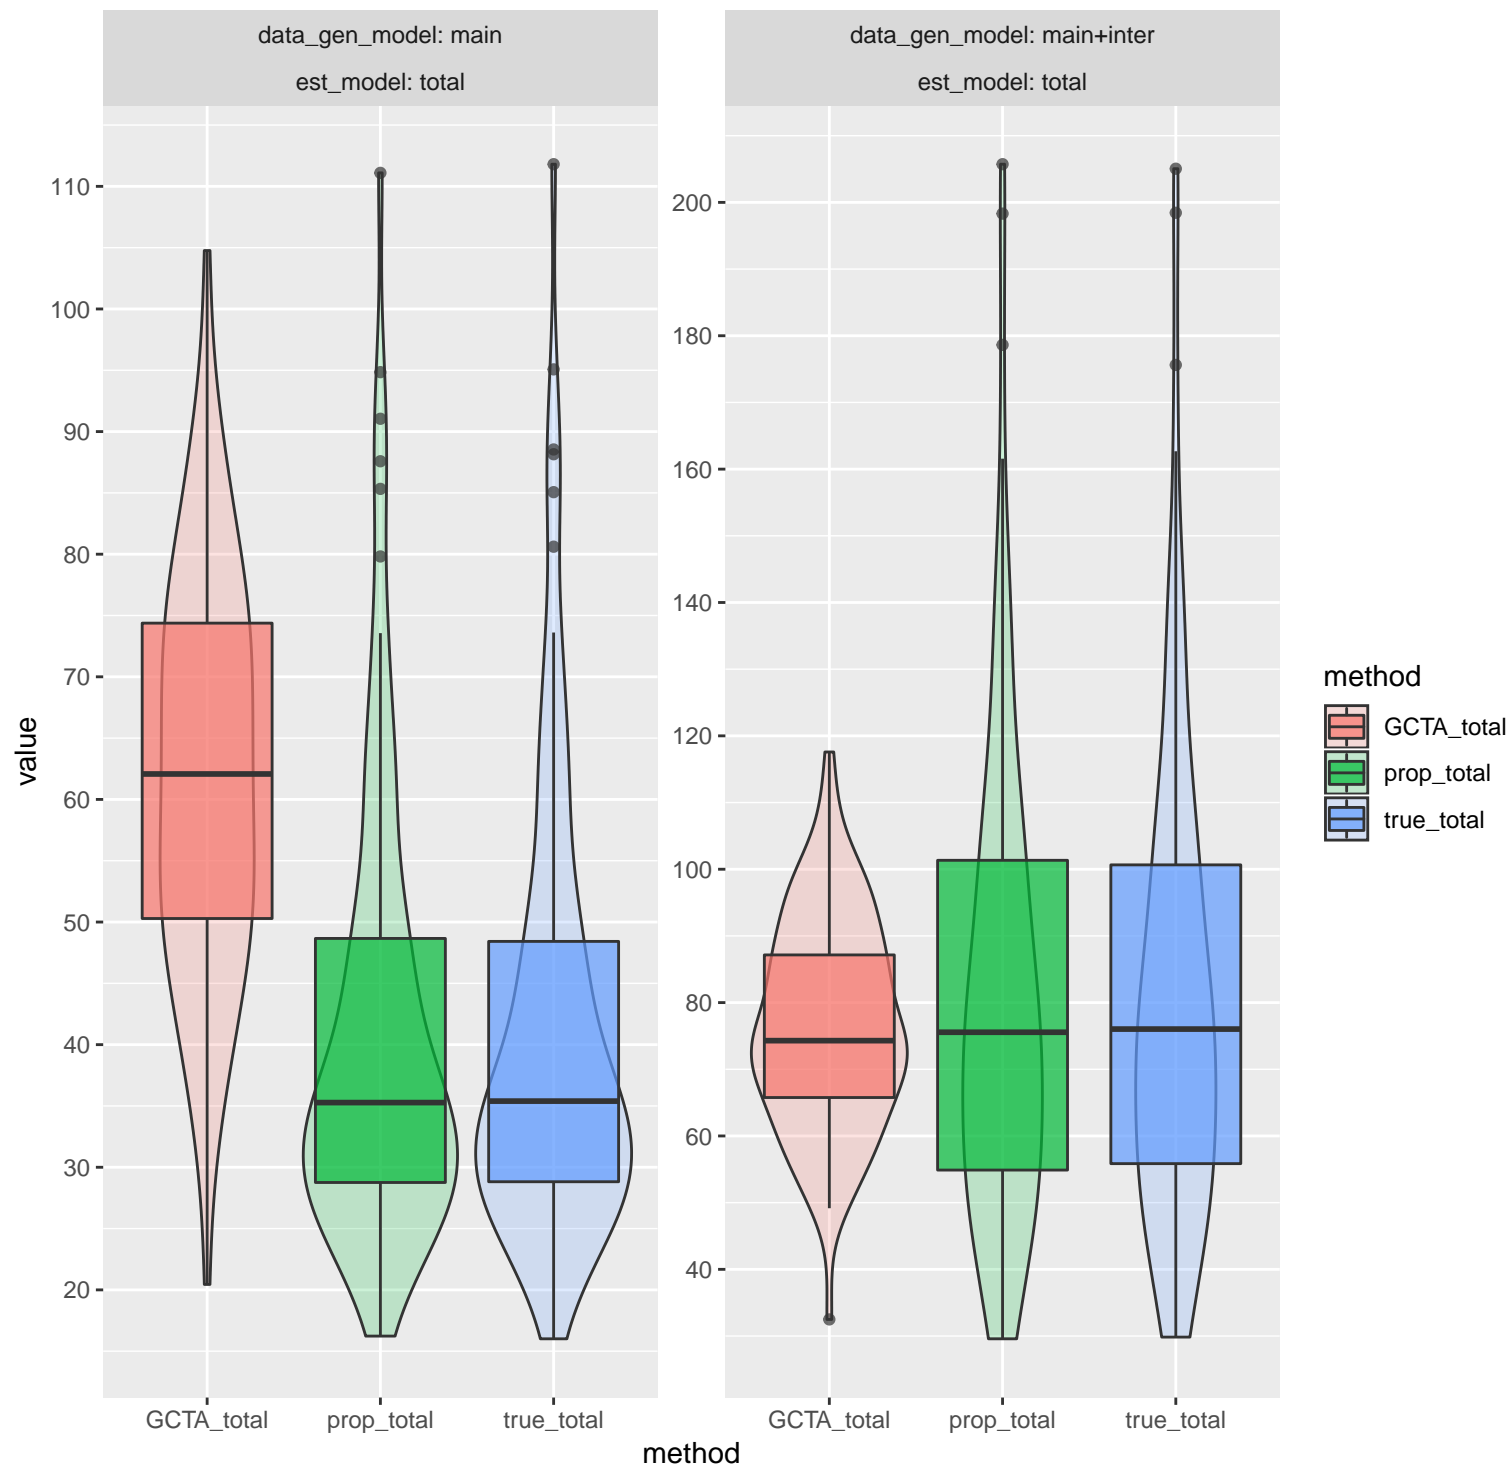 data_gen_model: main
est_model: total
data_gen_model: main+inter
est_model: total
value
110
100
90
80
70
60
50
40
30
20
200
180
160
140
120
100
80
60
40
GCTA_total
prop_total
true_total
GCTA_total
prop_total
true_total
method
method
GCTA_total
prop_total
true_total